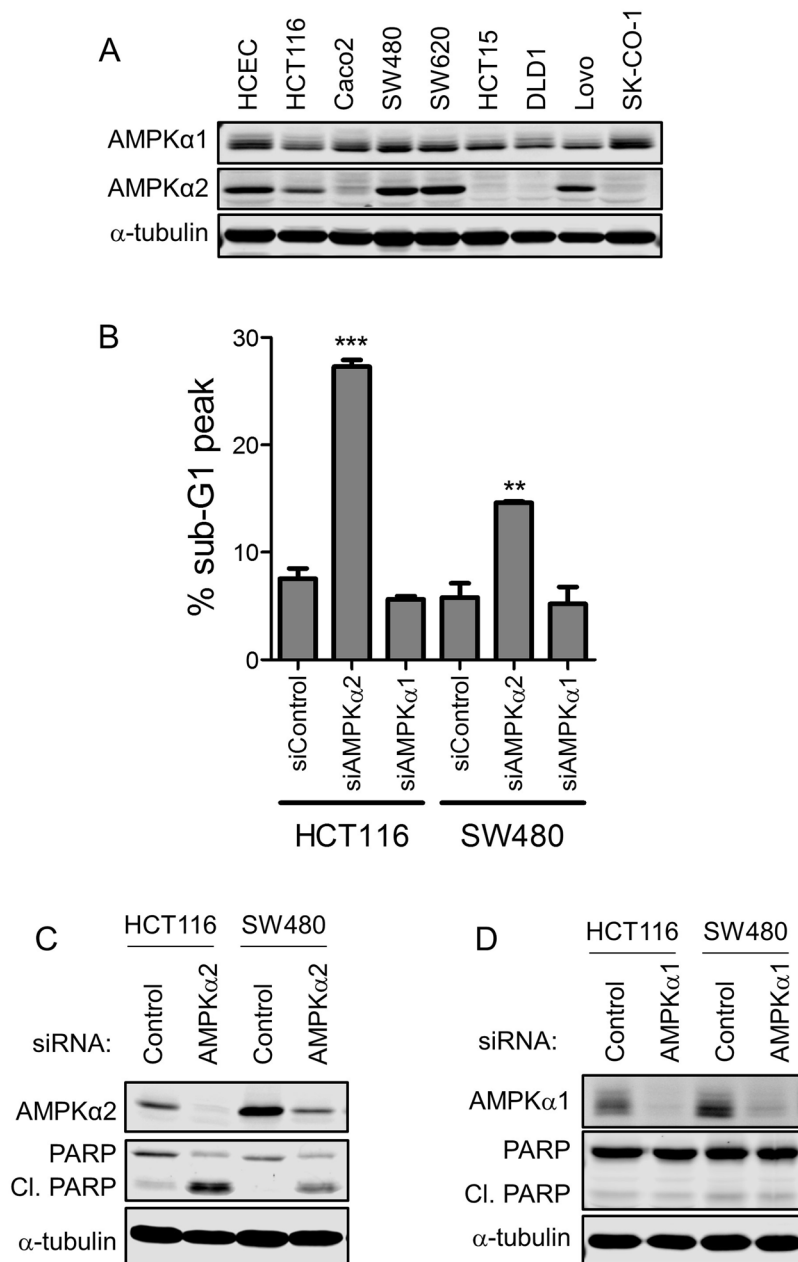 A
HCEC
HCT116
Caco2
SW480
SW620
HCT15
DLD1
Lovo
SK-CO-1
AMPKα1
AMPKα2
α-tubulin
B
% sub-G1 peak
30
20
10
0
***
**
siControl
siAMPKα2
siAMPKα1
siControl
siAMPKα2
siAMPKα1
HCT116
SW480
C
HCT116
SW480
siRNA:
Control
AMPKα2
Control
AMPKα2
AMPKα2
PARP
Cl. PARP
α-tubulin
D
HCT116
SW480
siRNA:
Control
AMPKα1
Control
AMPKα1
AMPKα1
PARP
Cl. PARP
α-tubulin